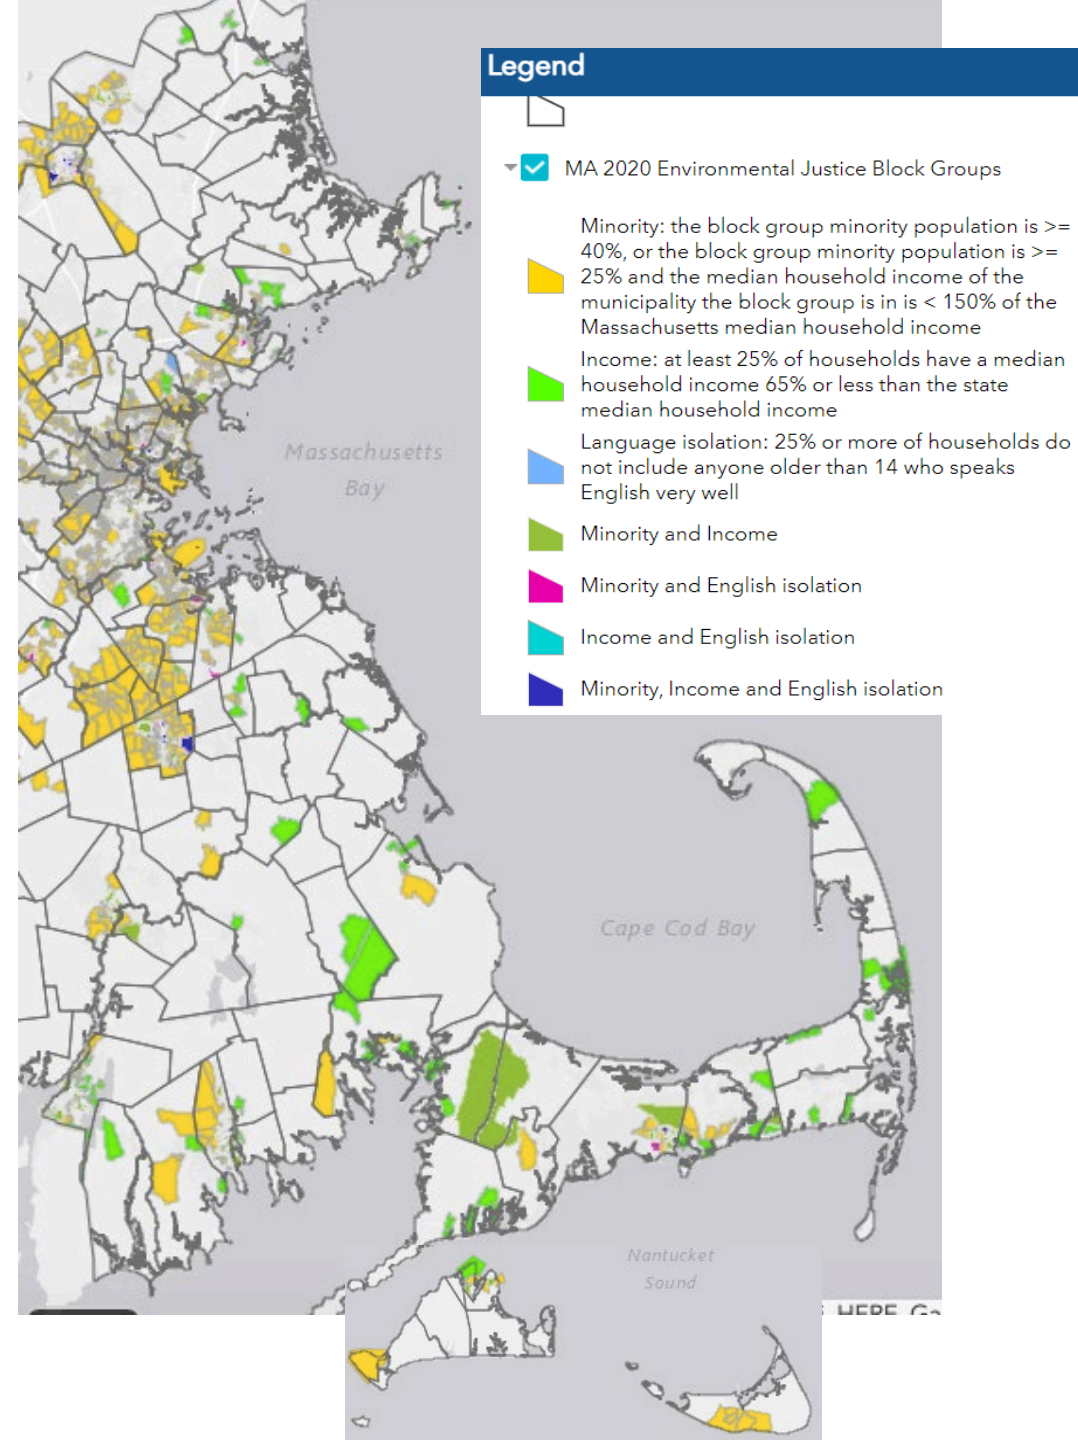 Legend
MA 2020 Environmental Justice Block Groups
Minority: the block group minority population is >=
40%, or the block group minority population is >=
25% and the median household income of the
municipality the block group is in is < 150% of the
Massachusetts median household income
Income: at least 25% of households have a median
household income 65% or less than the state
median household income
Language isolation: 25% or more of households do
not include anyone older than 14 who speaks
English very well
Minority and Income
Minority and English isolation
Income and English isolation
Minority, Income and English isolation
Massachusetts
Bay
Cape Cod Bay
Nantucket
Sound
HERE, Ga